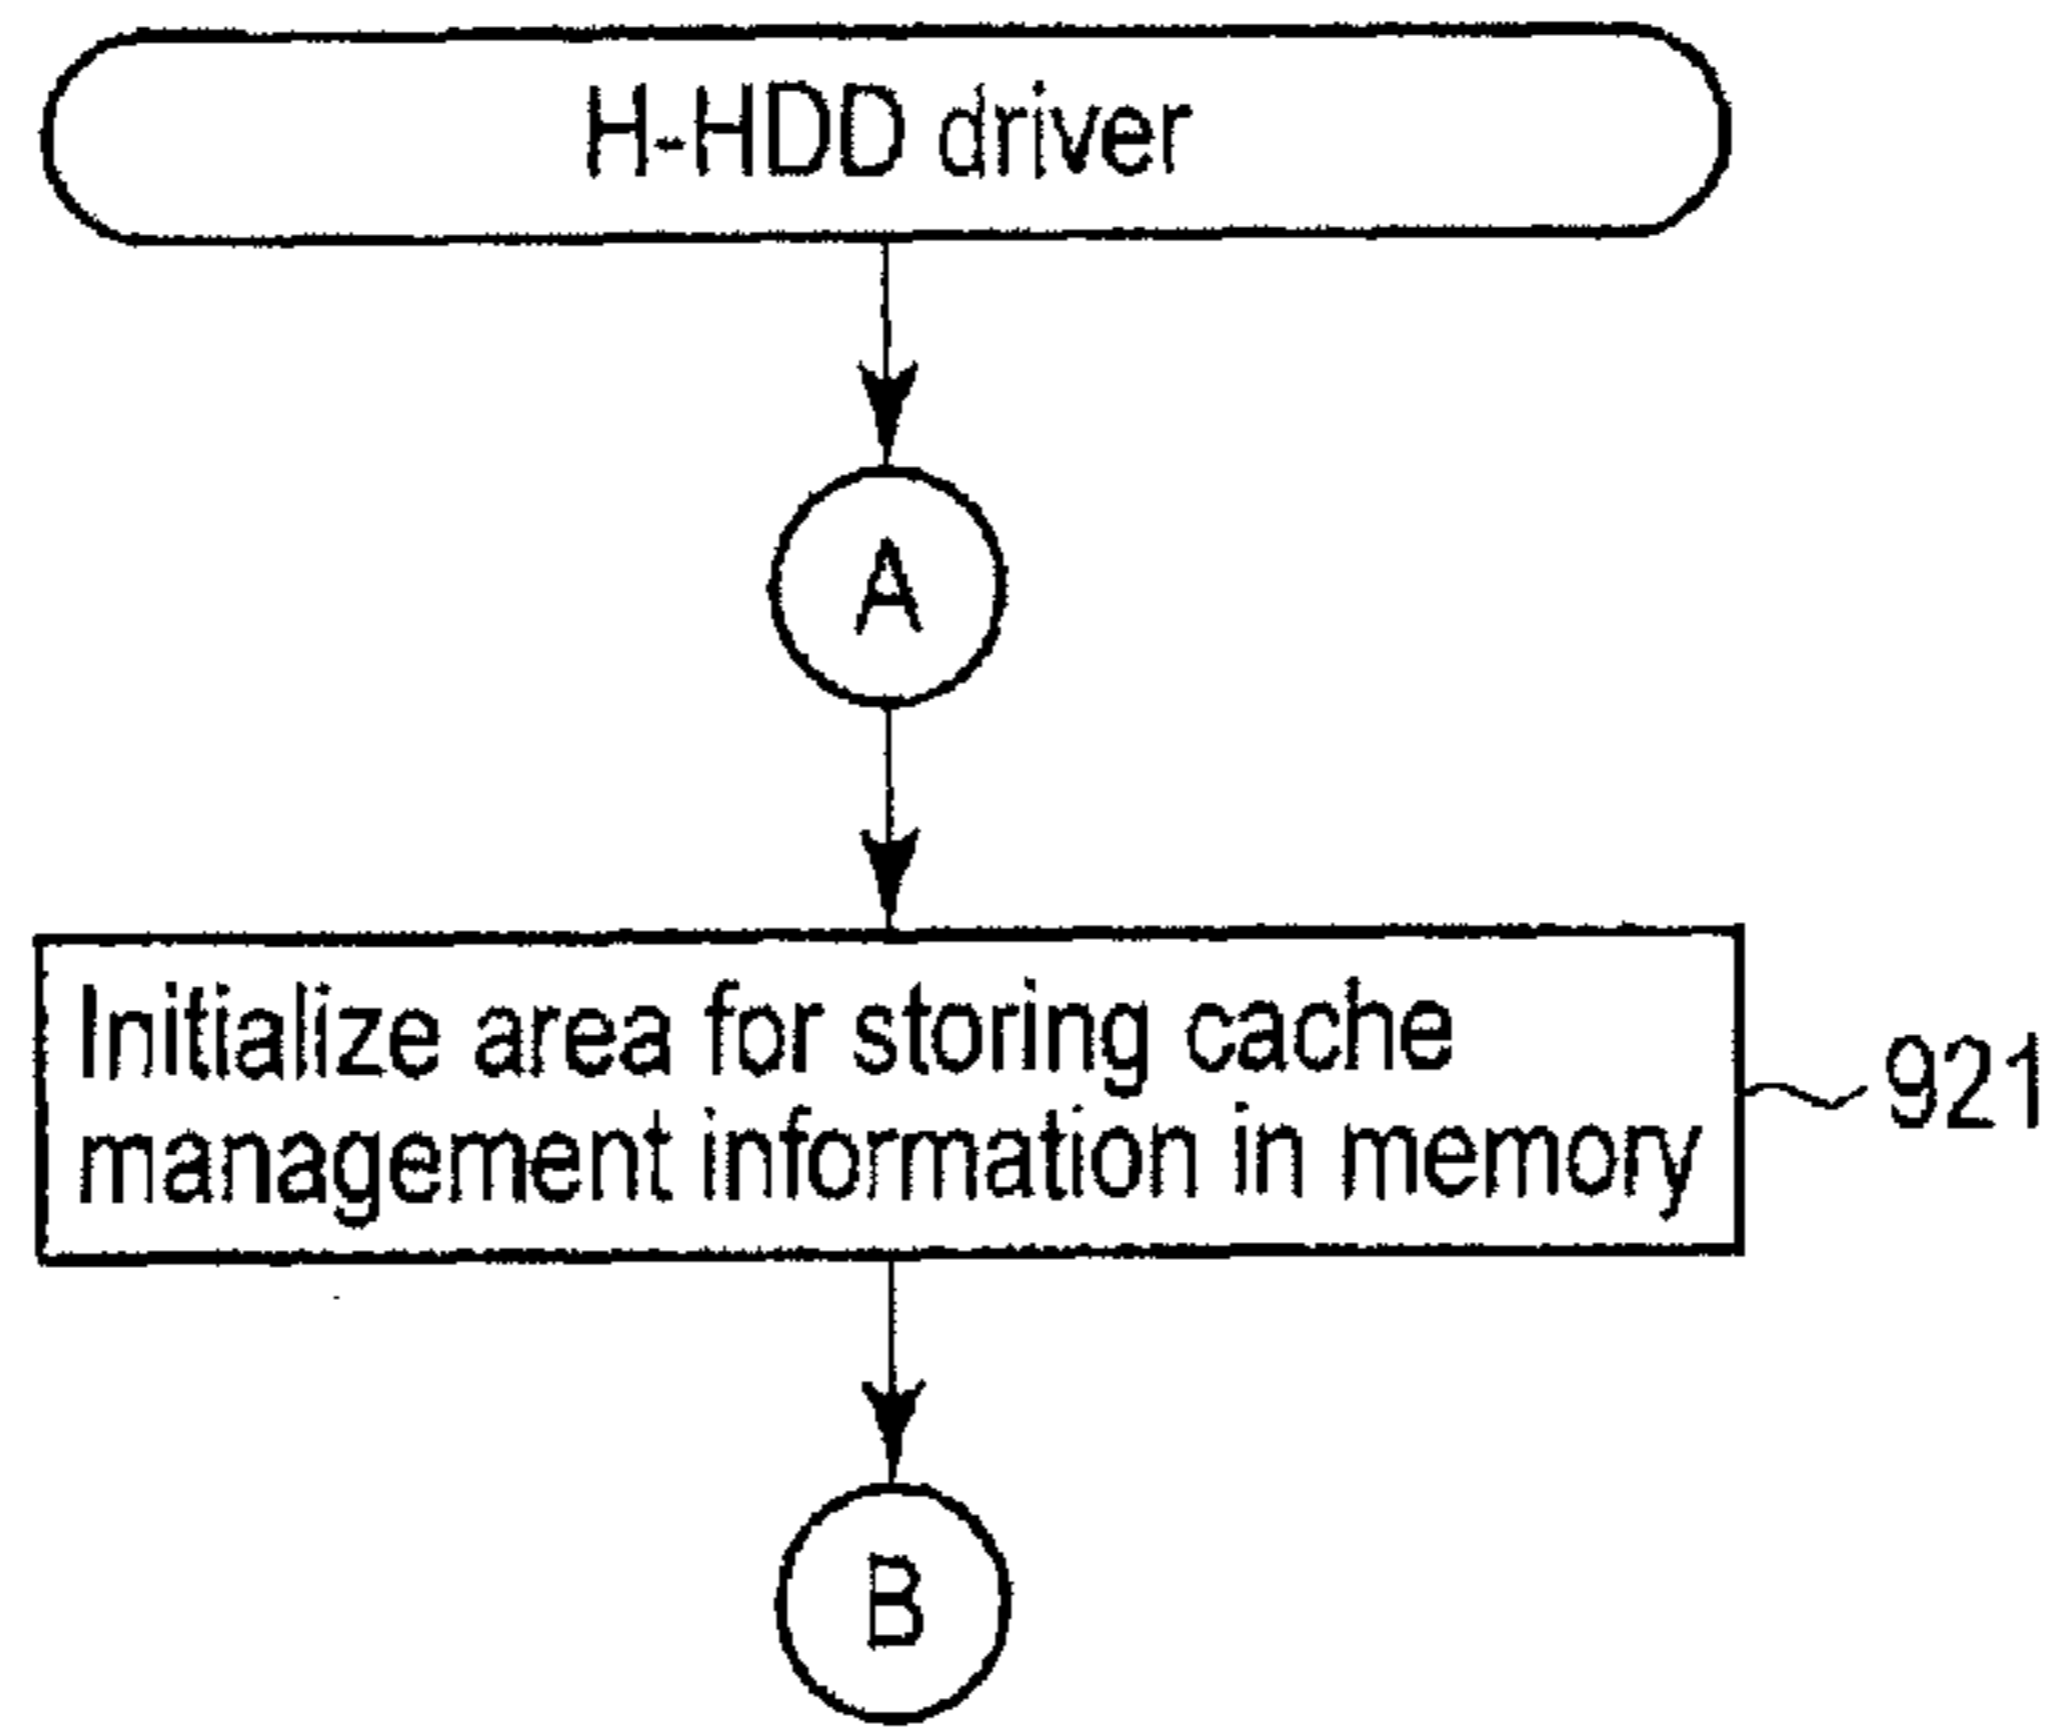 H-HDD driver
A
Initialize area for storing cache
management information in memory
921
B